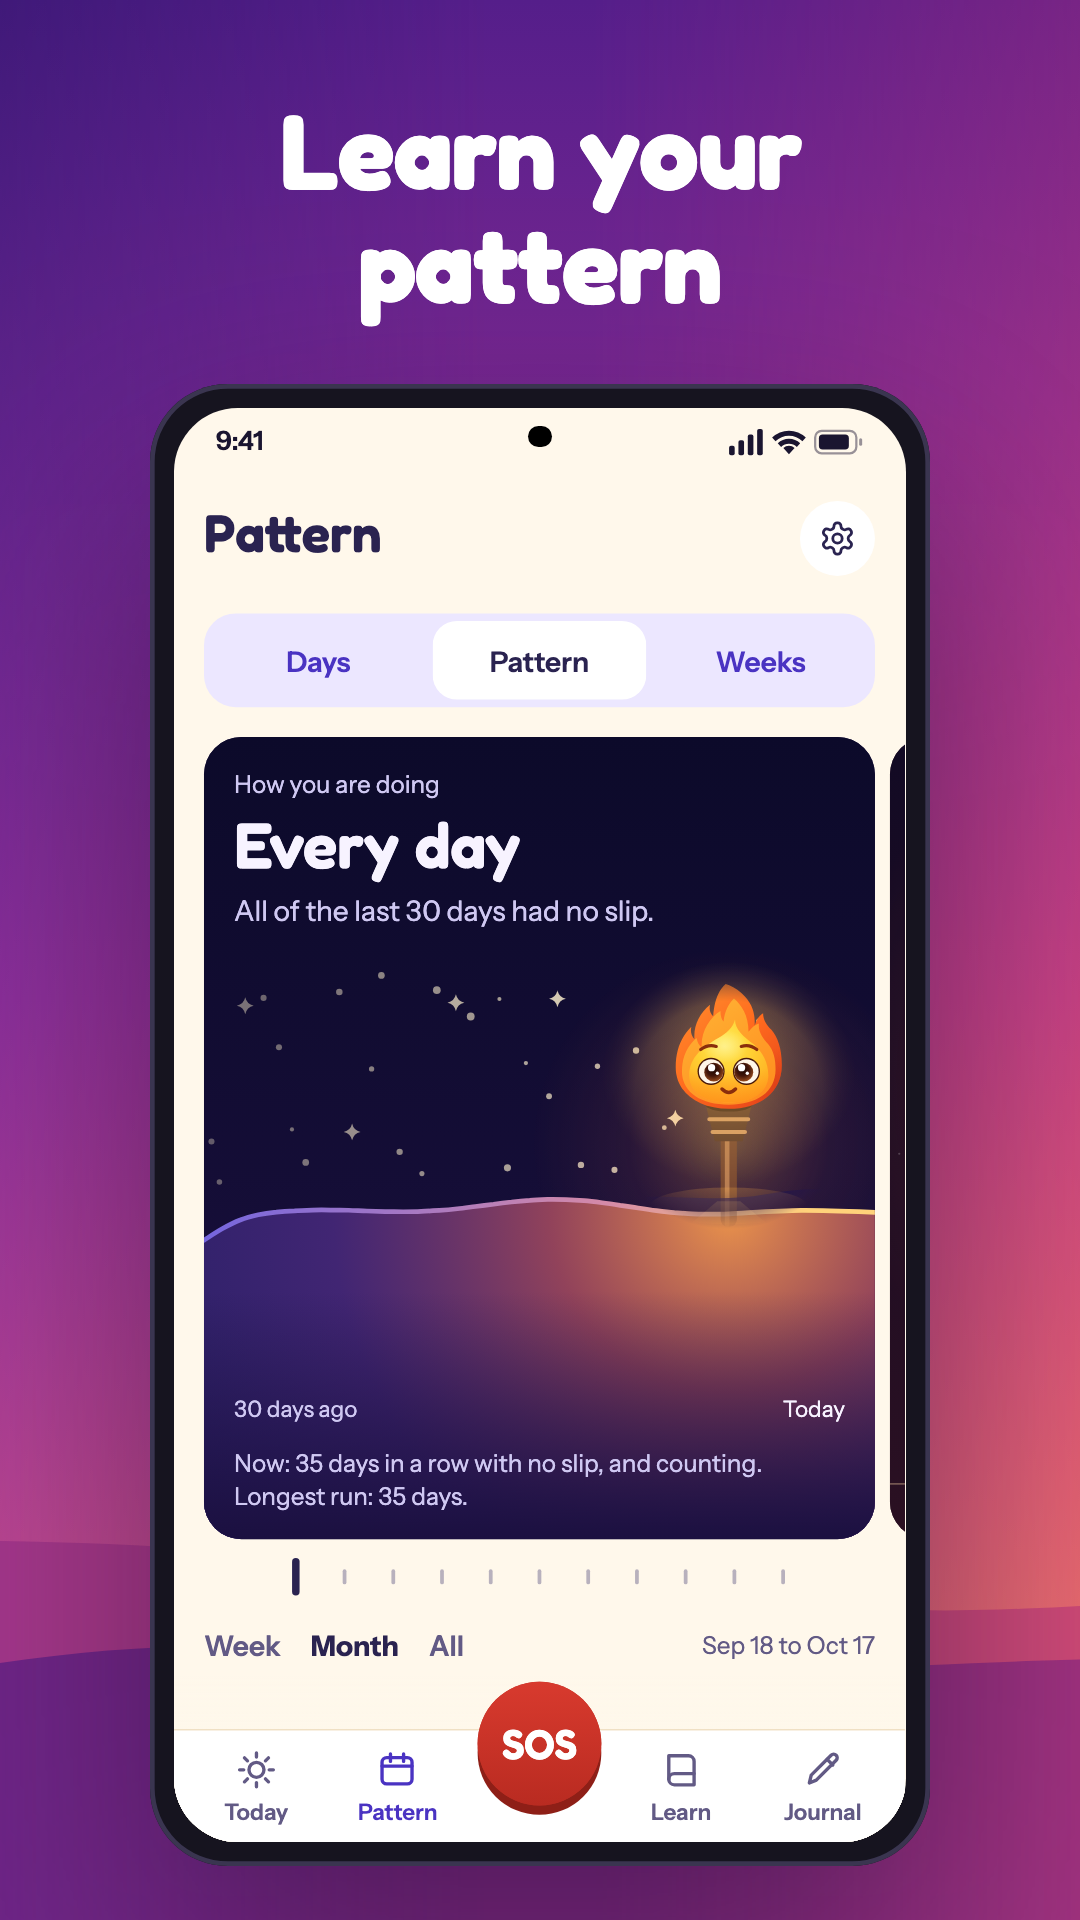 Learn your
pattern
9:41
Pattern
Days
Pattern
Weeks
How you are doing
Every day
All of the last 30 days had no slip.
30 days ago
Today
Now: 35 days in a row with no slip, and counting.
Longest run: 35 days.
Week
Month
All
Sep 18 to Oct 17
SOS
Today
Pattern
Learn
Journal